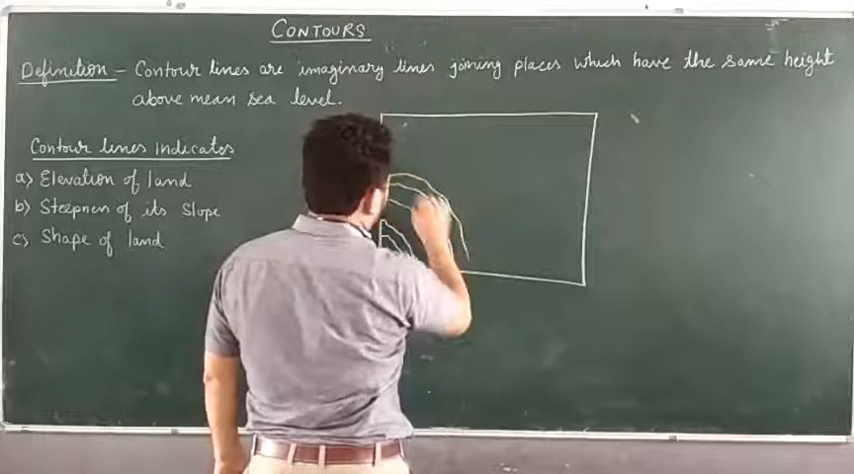 CONTOURS
Definition - Contour lines are imaginary lines joining places which have the same height
above mean sea level.
Contour lines indicates
a) Elevation of land
b) Steepness of its slope
c) Shape of land